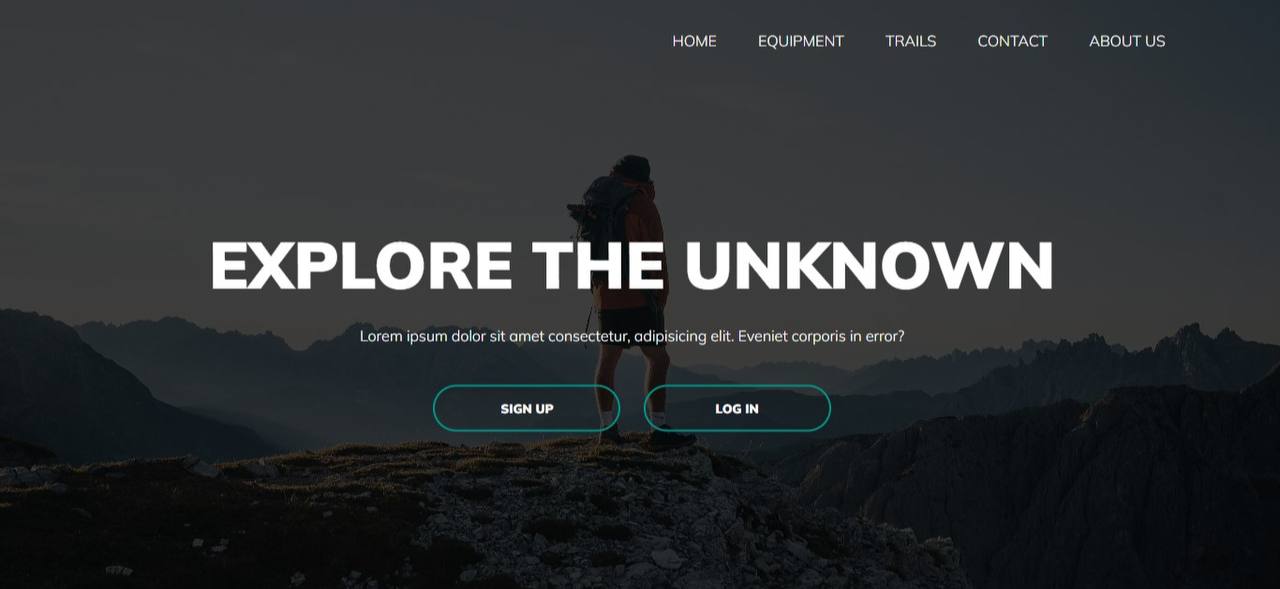 HOME EQUIPMENT TRAILS CONTACT ABOUT US
EXPLORE THE UNKNOWN
Lorem ipsum dolor sit amet consectetur, adipisicing elit. Eveniet corporis in error?
SIGN UP LOG IN